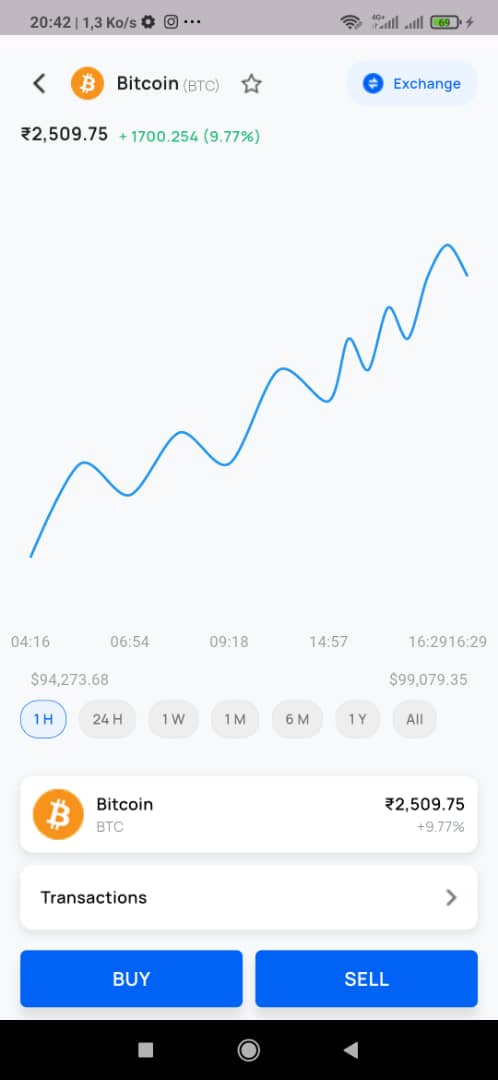 20:42 | 1,3 Ko/s
4G+
69
Bitcoin (BTC)
Exchange
₹2,509.75 + 1700.254 (9.77%)
04:16 06:54 09:18 14:57 16:2916:29
$94,273.68 $99,079.35
1 H 24 H 1 W 1 M 6 M 1 Y All
Bitcoin ₹2,509.75
BTC +9.77%
Transactions
BUY SELL